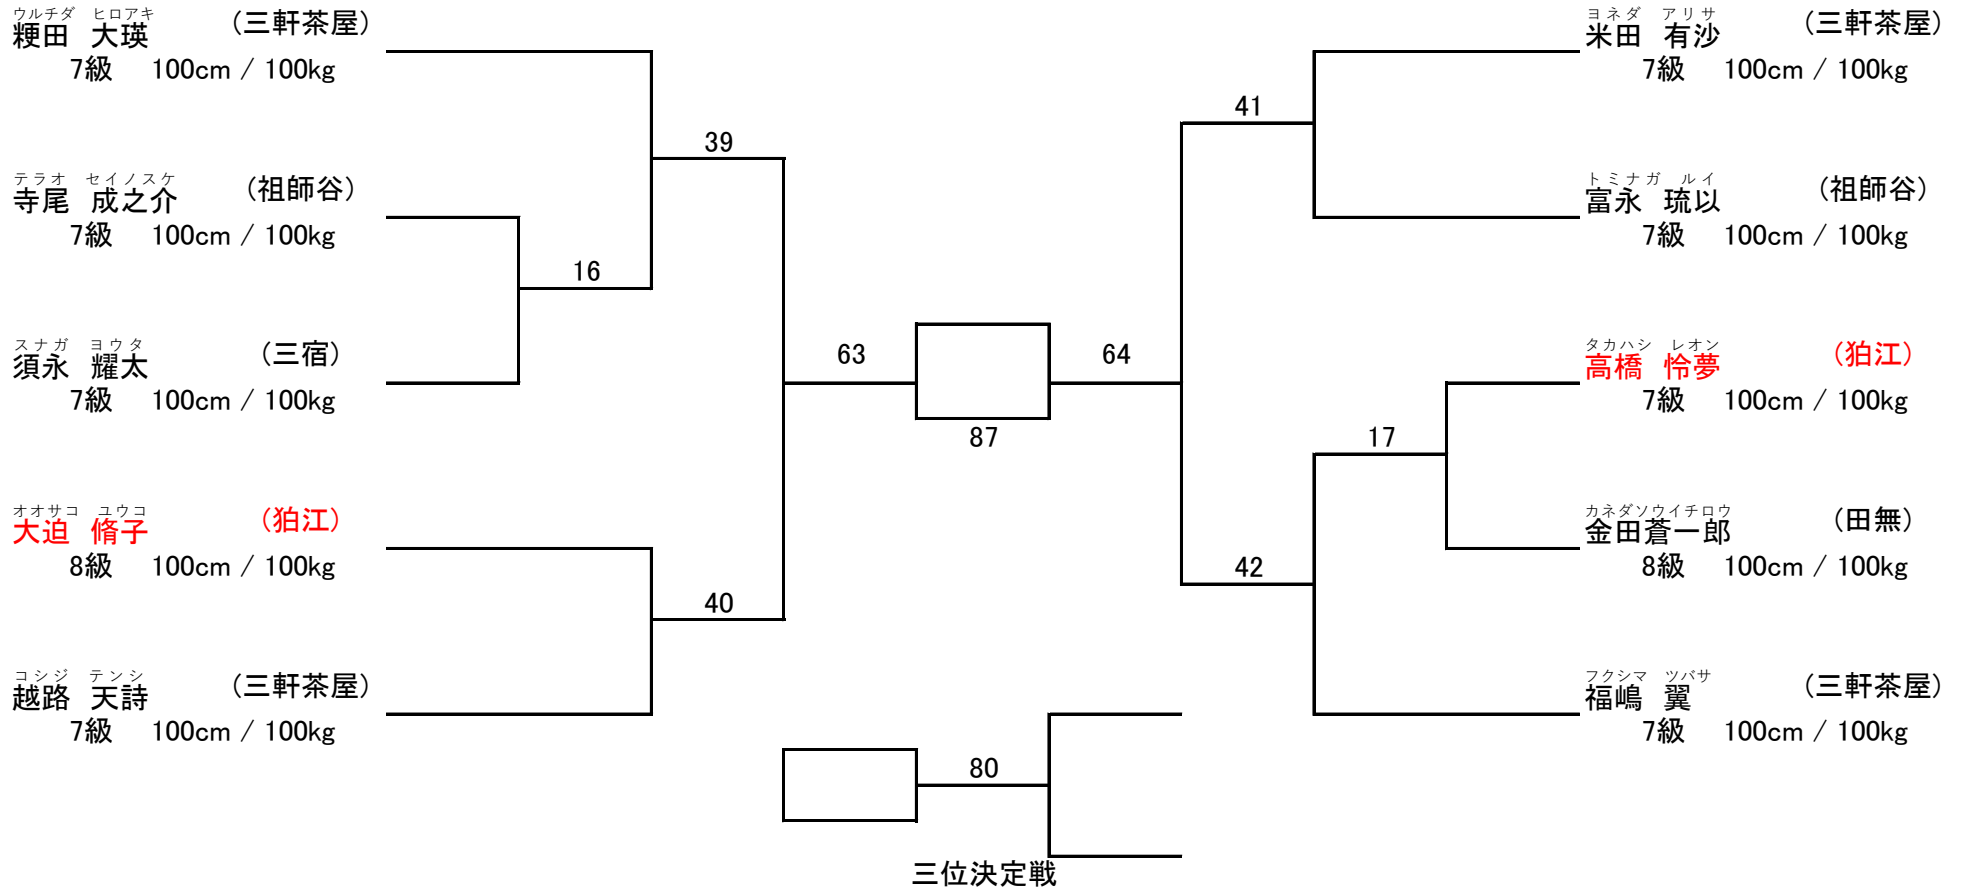 ウルチダ ヒロアキ
粳田 大瑛 (三軒茶屋)
7級 100cm / 100kg
テラオ セイノスケ
寺尾 成之介 (祖師谷)
7級 100cm / 100kg
スナガ ヨウタ
須永 耀太 (三宿)
7級 100cm / 100kg
オオサコ ユウコ
大迫 脩子 (狛江)
8級 100cm / 100kg
コシジ テンシ
越路 天詩 (三軒茶屋)
7級 100cm / 100kg
39
16
40
63
87
64
41
42
17
80
三位決定戦
ヨネダ アリサ
米田 有沙 (三軒茶屋)
7級 100cm / 100kg
トミナガ ルイ
富永 琉以 (祖師谷)
7級 100cm / 100kg
タカハシ レオン
高橋 怜夢 (狛江)
7級 100cm / 100kg
カネダソウイチロウ
金田蒼一郎 (田無)
8級 100cm / 100kg
フクシマ ツバサ
福嶋 翼 (三軒茶屋)
7級 100cm / 100kg